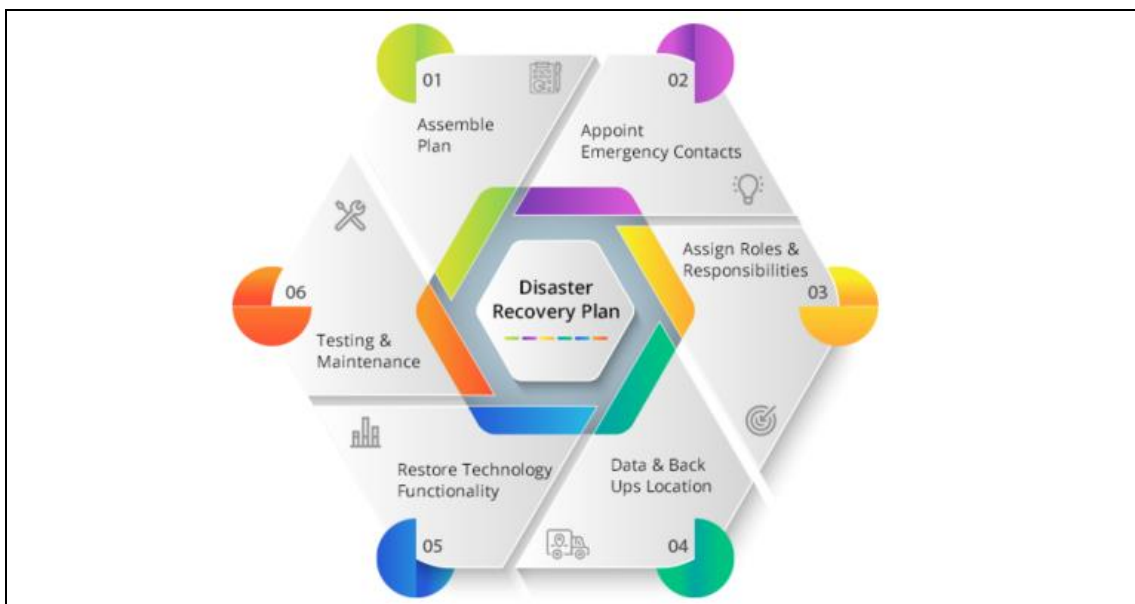 01
Assemble
Plan
02
Appoint
Emergency Contacts
Assign Roles &
Responsibilities
03
Disaster
Recovery Plan
06
Testing &
Maintenance
Restore Technology
Functionality
05
Data & Back
Ups Location
04